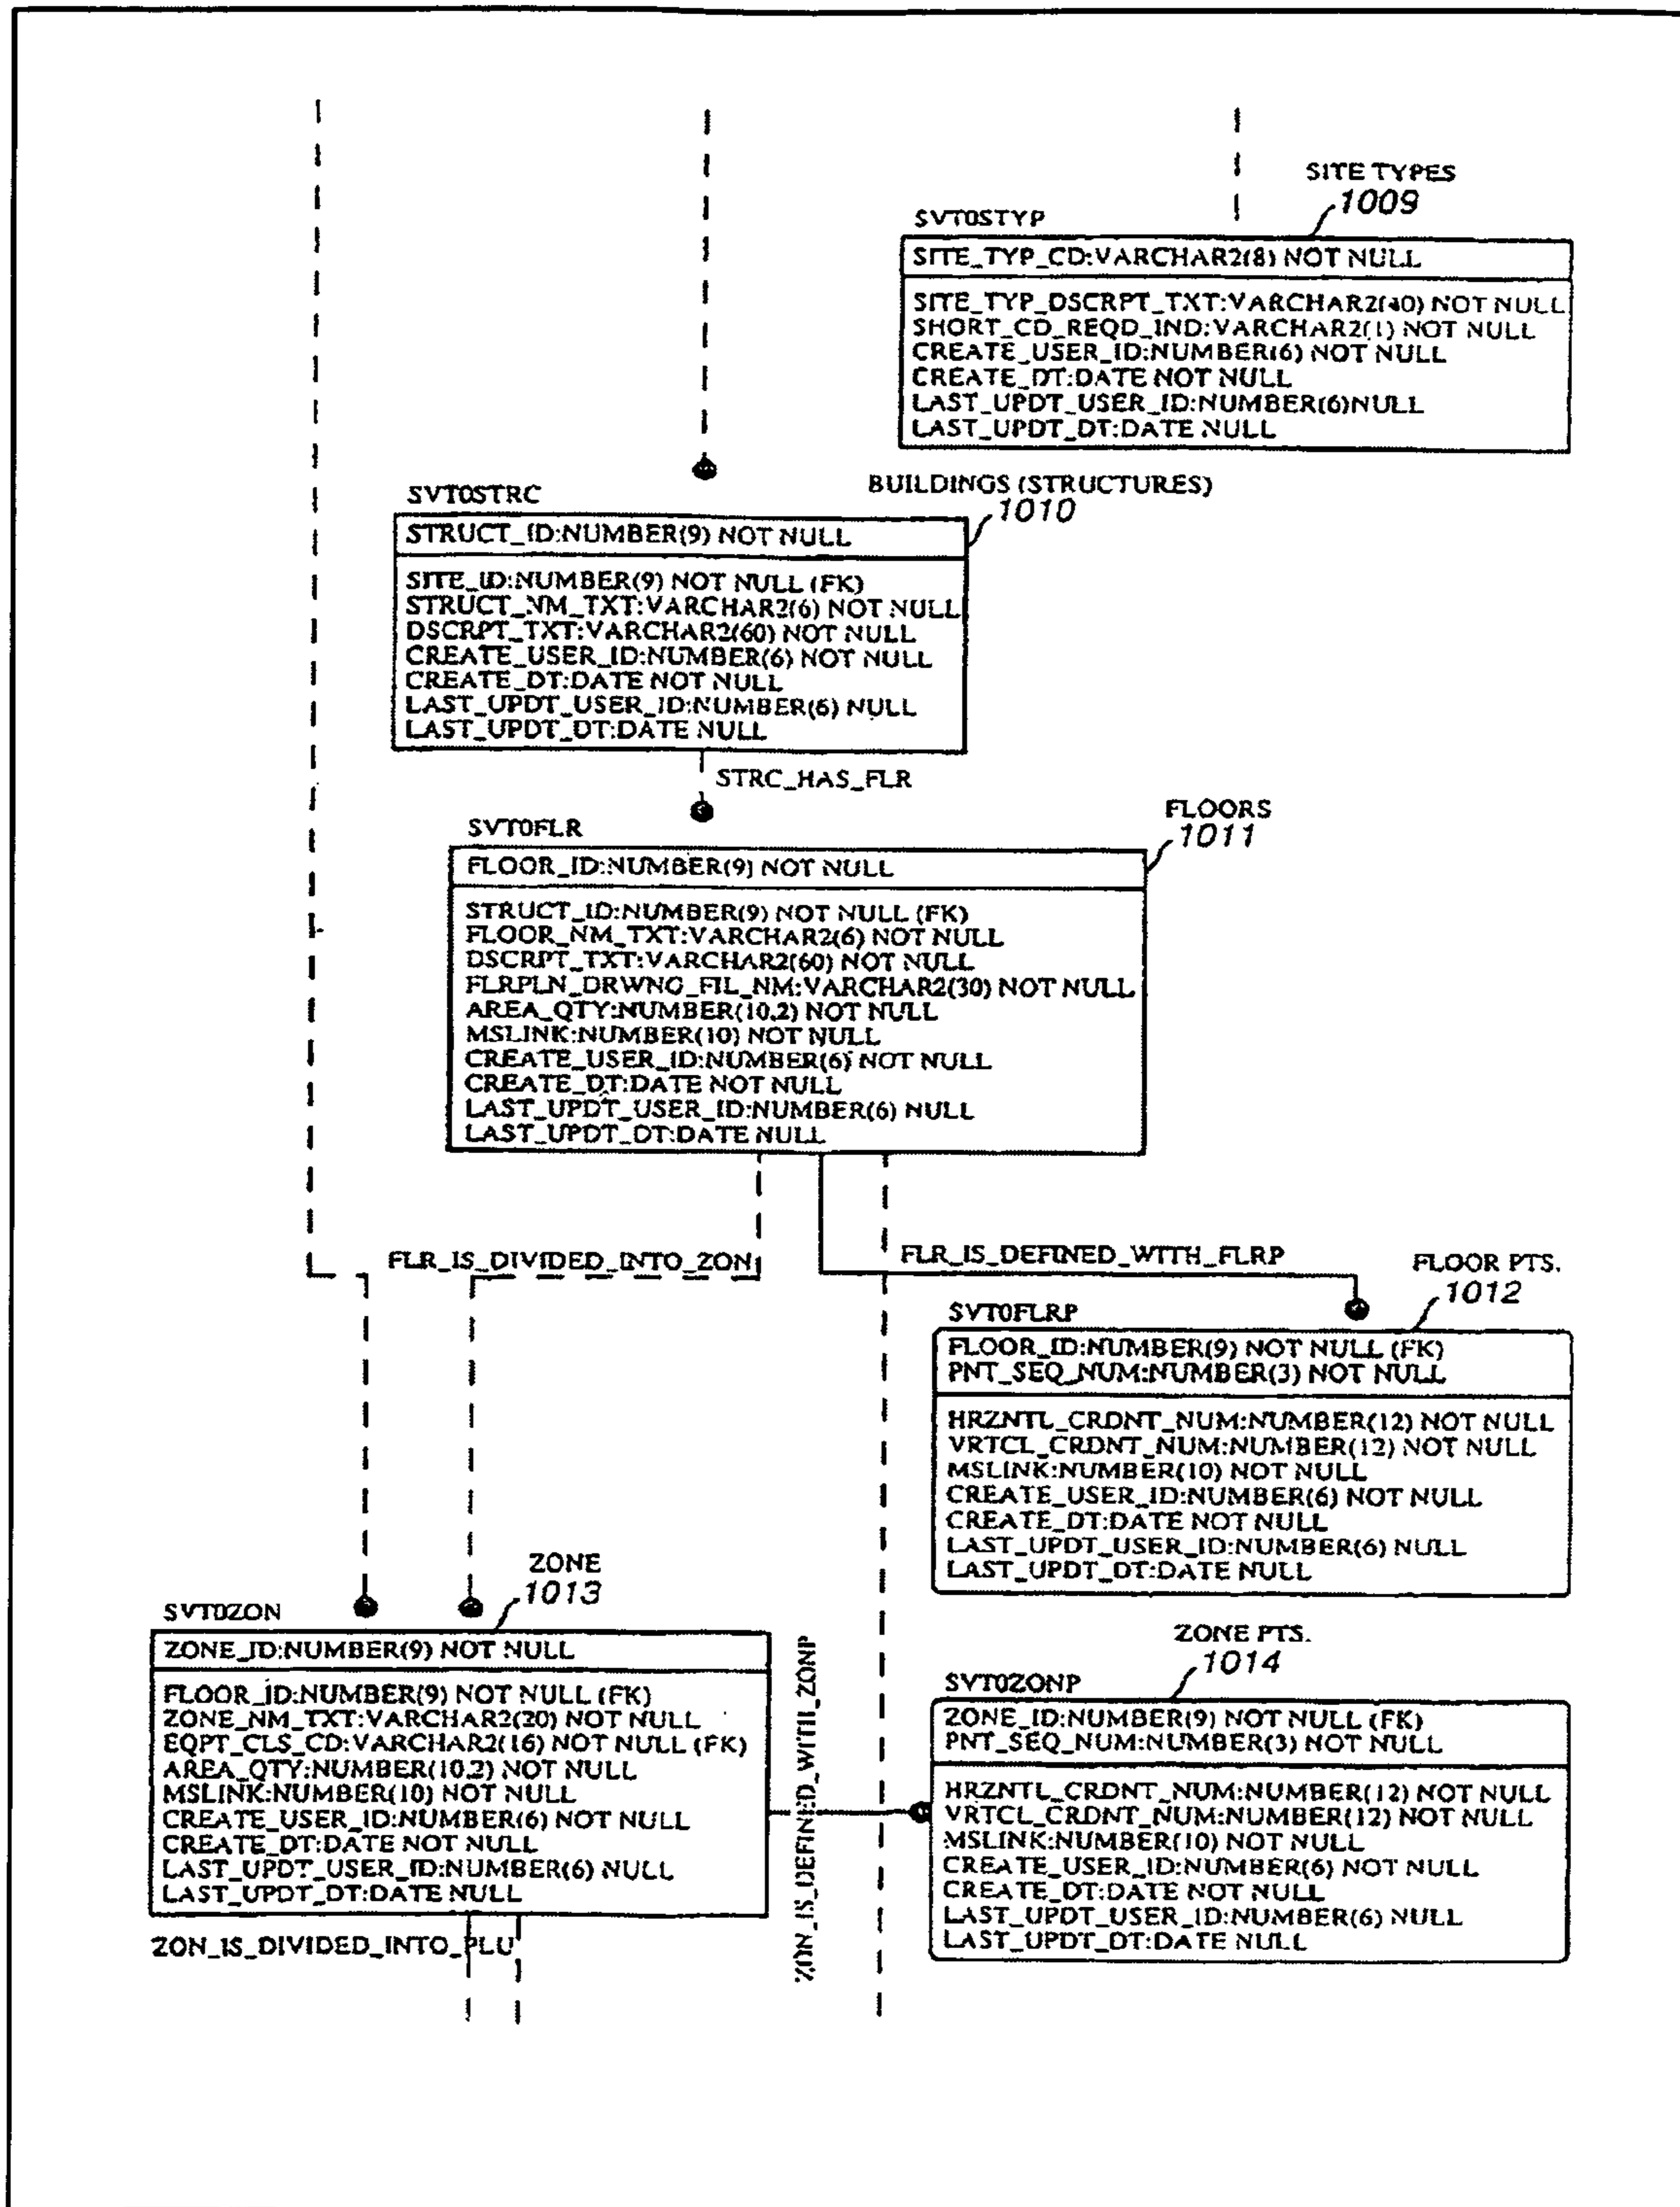 SITE TYPES
1009
SVT0STYP
SITE_TYP_CD:VARCHAR2(8) NOT NULL
SITE_TYP_DSCRPT_TXT:VARCHAR2(40) NOT NULL
SHORT_CD_REQD_IND:VARCHAR2(1) NOT NULL
CREATE_USER_ID:NUMBER(6) NOT NULL
CREATE_DT:DATE NOT NULL
LAST_UPDT_USER_ID:NUMBER(6)NULL
LAST_UPDT_DT:DATE NULL
BUILDINGS (STRUCTURES)
1010
SVT0STRC
STRUCT_ID:NUMBER(9) NOT NULL
SITE_ID:NUMBER(9) NOT NULL (FK)
STRUCT_NM_TXT:VARCHAR2(6) NOT NULL
DSCRPT_TXT:VARCHAR2(60) NOT NULL
CREATE_USER_ID:NUMBER(6) NOT NULL
CREATE_DT:DATE NOT NULL
LAST_UPDT_USER_ID:NUMBER(6) NULL
LAST_UPDT_DT:DATE NULL
STRC_HAS_FLR
FLOORS
1011
SVT0FLR
FLOOR_ID:NUMBER(9) NOT NULL
STRUCT_ID:NUMBER(9) NOT NULL (FK)
FLOOR_NM_TXT:VARCHAR2(6) NOT NULL
DSCRPT_TXT:VARCHAR2(60) NOT NULL
FLRPLN_DRWNG_FIL_NM:VARCHAR2(30) NOT NULL
AREA_QTY:NUMBER(10,2) NOT NULL
MSLINK:NUMBER(10) NOT NULL
CREATE_USER_ID:NUMBER(6) NOT NULL
CREATE_DT:DATE NOT NULL
LAST_UPDT_USER_ID:NUMBER(6) NULL
LAST_UPDT_DT:DATE NULL
FLR_IS_DIVIDED_INTO_ZON
FLR_IS_DEFINED_WITH_FLRP
FLOOR PTS.
1012
SVT0FLRP
FLOOR_ID:NUMBER(9) NOT NULL (FK)
PNT_SEQ_NUM:NUMBER(3) NOT NULL
HRZNTL_CRDNT_NUM:NUMBER(12) NOT NULL
VRTCL_CRDNT_NUM:NUMBER(12) NOT NULL
MSLINK:NUMBER(10) NOT NULL
CREATE_USER_ID:NUMBER(6) NOT NULL
CREATE_DT:DATE NOT NULL
LAST_UPDT_USER_ID:NUMBER(6) NULL
LAST_UPDT_DT:DATE NULL
ZONE
1013
SVT0ZON
ZONE_ID:NUMBER(9) NOT NULL
FLOOR_ID:NUMBER(9) NOT NULL (FK)
ZONE_NM_TXT:VARCHAR2(20) NOT NULL
EQPT_CLS_CD:VARCHAR2(16) NOT NULL (FK)
AREA_QTY:NUMBER(10,2) NOT NULL
MSLINK:NUMBER(10) NOT NULL
CREATE_USER_ID:NUMBER(6) NOT NULL
CREATE_DT:DATE NOT NULL
LAST_UPDT_USER_ID:NUMBER(6) NULL
LAST_UPDT_DT:DATE NULL
ZON_IS_DIVIDED_INTO_PLU
ZON_IS_DEFINED_WITH_ZONP
ZONE PTS.
1014
SVT0ZONP
ZONE_ID:NUMBER(9) NOT NULL (FK)
PNT_SEQ_NUM:NUMBER(3) NOT NULL
HRZNTL_CRDNT_NUM:NUMBER(12) NOT NULL
VRTCL_CRDNT_NUM:NUMBER(12) NOT NULL
MSLINK:NUMBER(10) NOT NULL
CREATE_USER_ID:NUMBER(6) NOT NULL
CREATE_DT:DATE NOT NULL
LAST_UPDT_USER_ID:NUMBER(6) NULL
LAST_UPDT_DT:DATE NULL